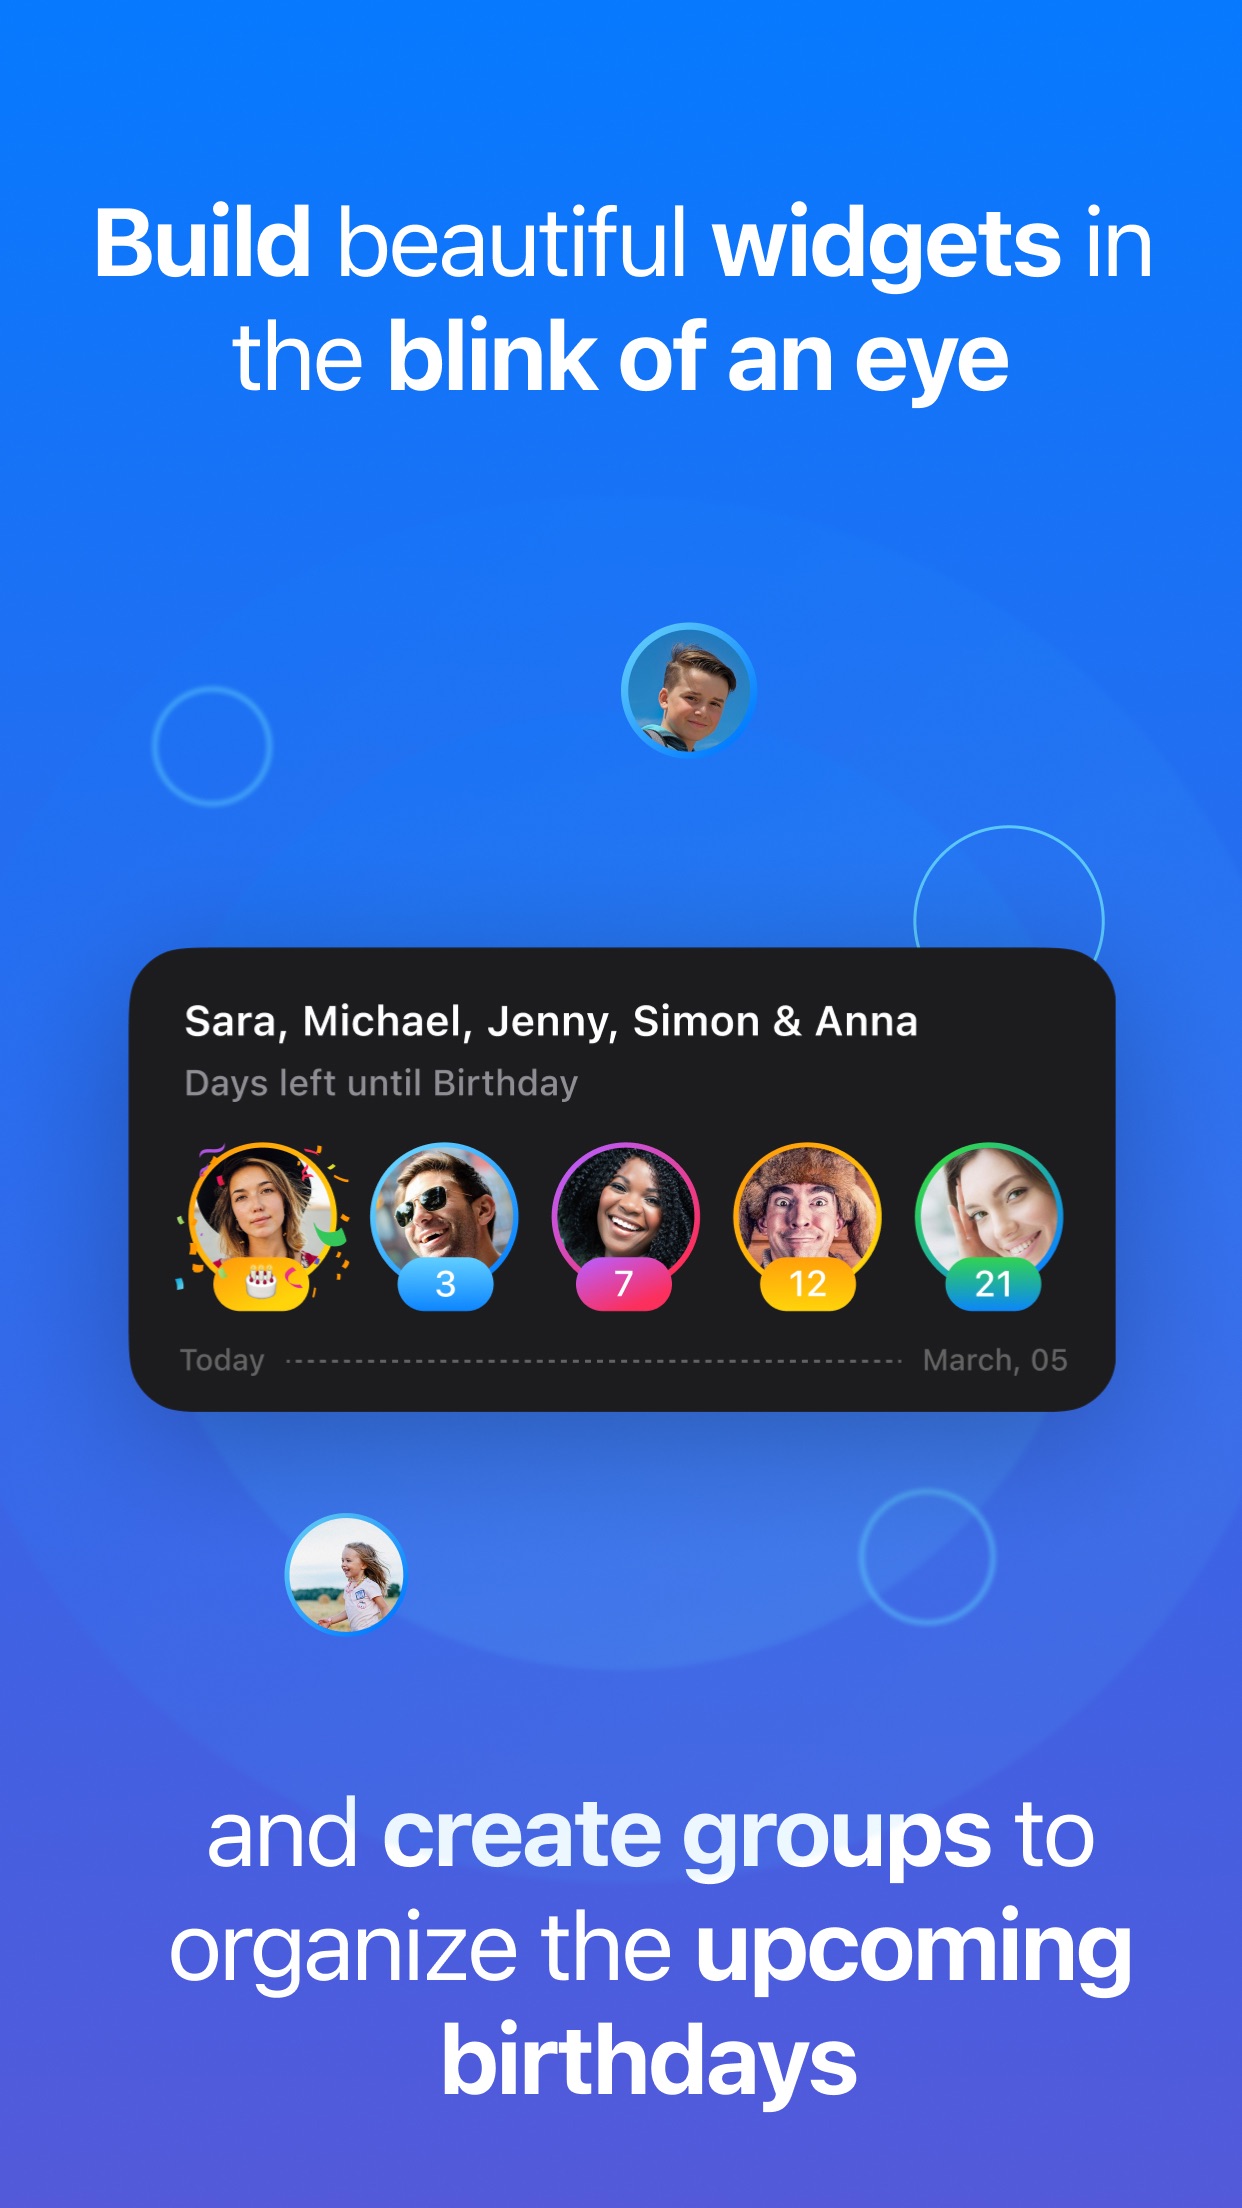 Build beautiful widgets in
the blink of an eye
Sara, Michael, Jenny, Simon & Anna
Days left until Birthday
3 7 12 21
Today March, 05
and create groups to
organize the upcoming
birthdays